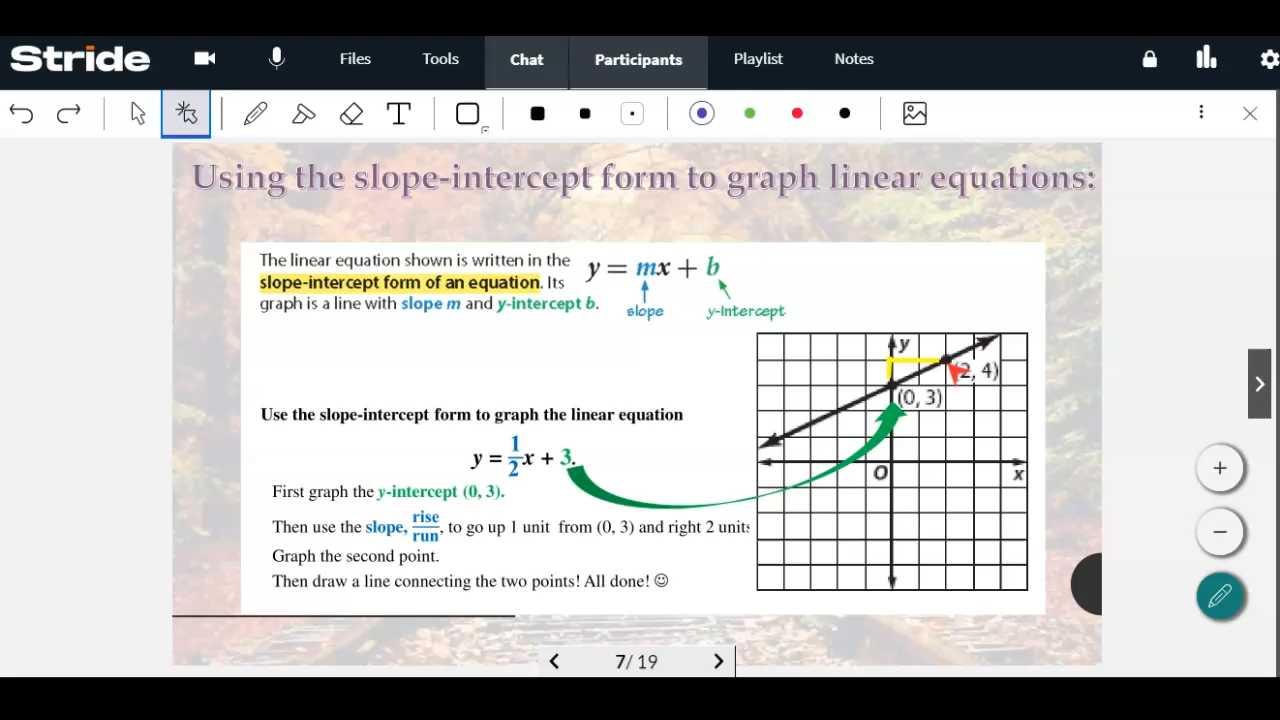 Stride Files Tools Chat Participants Playlist Notes
T
Using the slope-intercept form to graph linear equations:
The linear equation shown is written in the
slope-intercept form of an equation. Its
graph is a line with slope m and y-intercept b.
y = mx + b
slope y-intercept
Use the slope-intercept form to graph the linear equation
y = 1/2 x + 3.
First graph the y-intercept (0, 3).
Then use the slope, rise/run, to go up 1 unit from (0, 3) and right 2 units
Graph the second point.
Then draw a line connecting the two points! All done! ☺
y
(2, 4)
(0, 3)
O
x
7/ 19